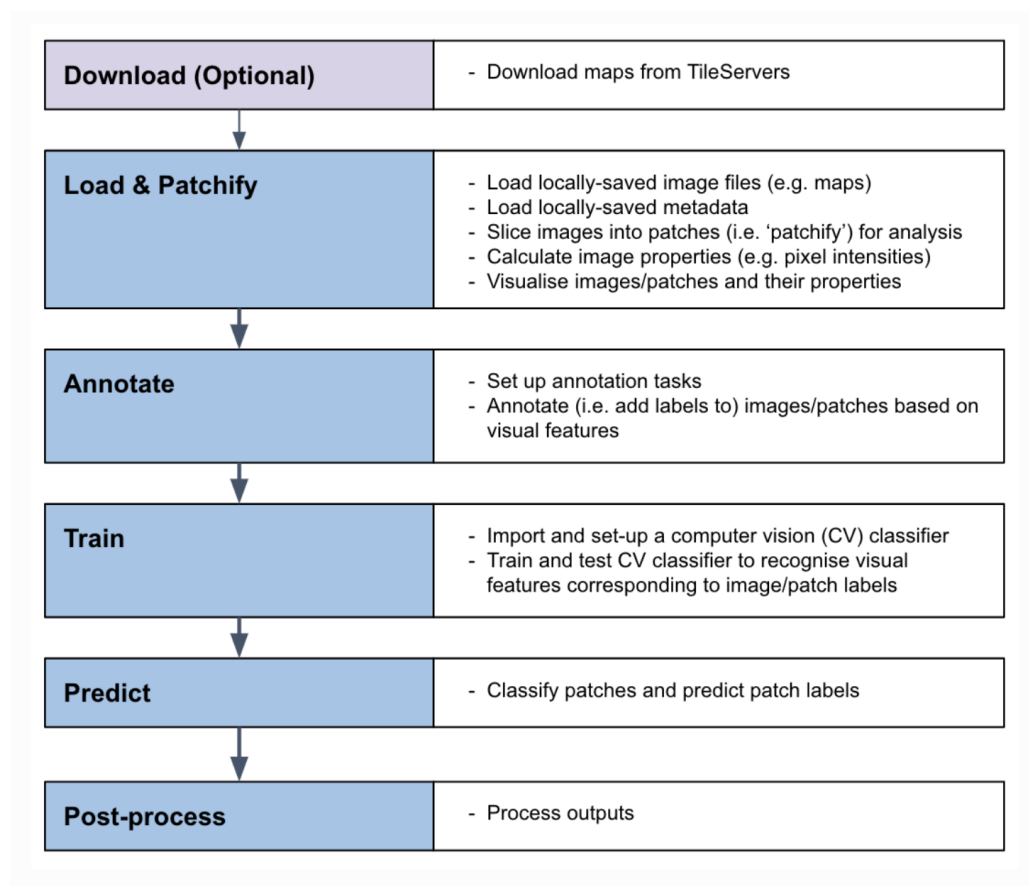 Download (Optional)
- Download maps from TileServers
Load & Patchify
- Load locally-saved image files (e.g. maps)
- Load locally-saved metadata
- Slice images into patches (i.e. ‘patchify’) for analysis
- Calculate image properties (e.g. pixel intensities)
- Visualise images/patches and their properties
Annotate
- Set up annotation tasks
- Annotate (i.e. add labels to) images/patches based on
visual features
Train
- Import and set-up a computer vision (CV) classifier
- Train and test CV classifier to recognise visual
features corresponding to image/patch labels
Predict
- Classify patches and predict patch labels
Post-process
- Process outputs